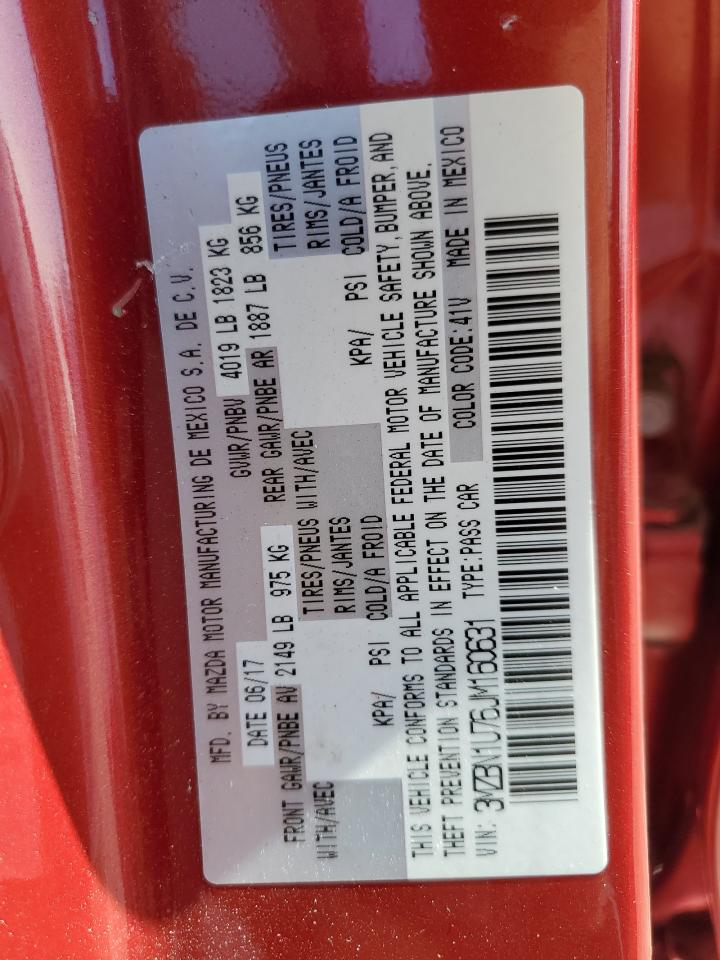 MFD. BY MAZDA MOTOR MANUFACTURING DE MEXICO S.A. DE C.V.
DATE 06/17 GVWR/PNBV 4019 LB 1823 KG
FRONT GAWR/PNBE AV 2149 LB 975 KG REAR GAWR/PNBE AR 1887 LB 856 KG
WITH/AVEC TIRES/PNEUS WITH/AVEC TIRES/PNEUS
RIMS/JANTES RIMS/JANTES
KPA/ PSI COLD/A FROID KPA/ PSI COLD/A FROID
THIS VEHICLE CONFORMS TO ALL APPLICABLE FEDERAL MOTOR VEHICLE SAFETY, BUMPER, AND
THEFT PREVENTION STANDARDS IN EFFECT ON THE DATE OF MANUFACTURE SHOWN ABOVE.
VIN: 3MZBN1U76JM160631 TYPE:PASS CAR COLOR CODE:41V MADE IN MEXICO